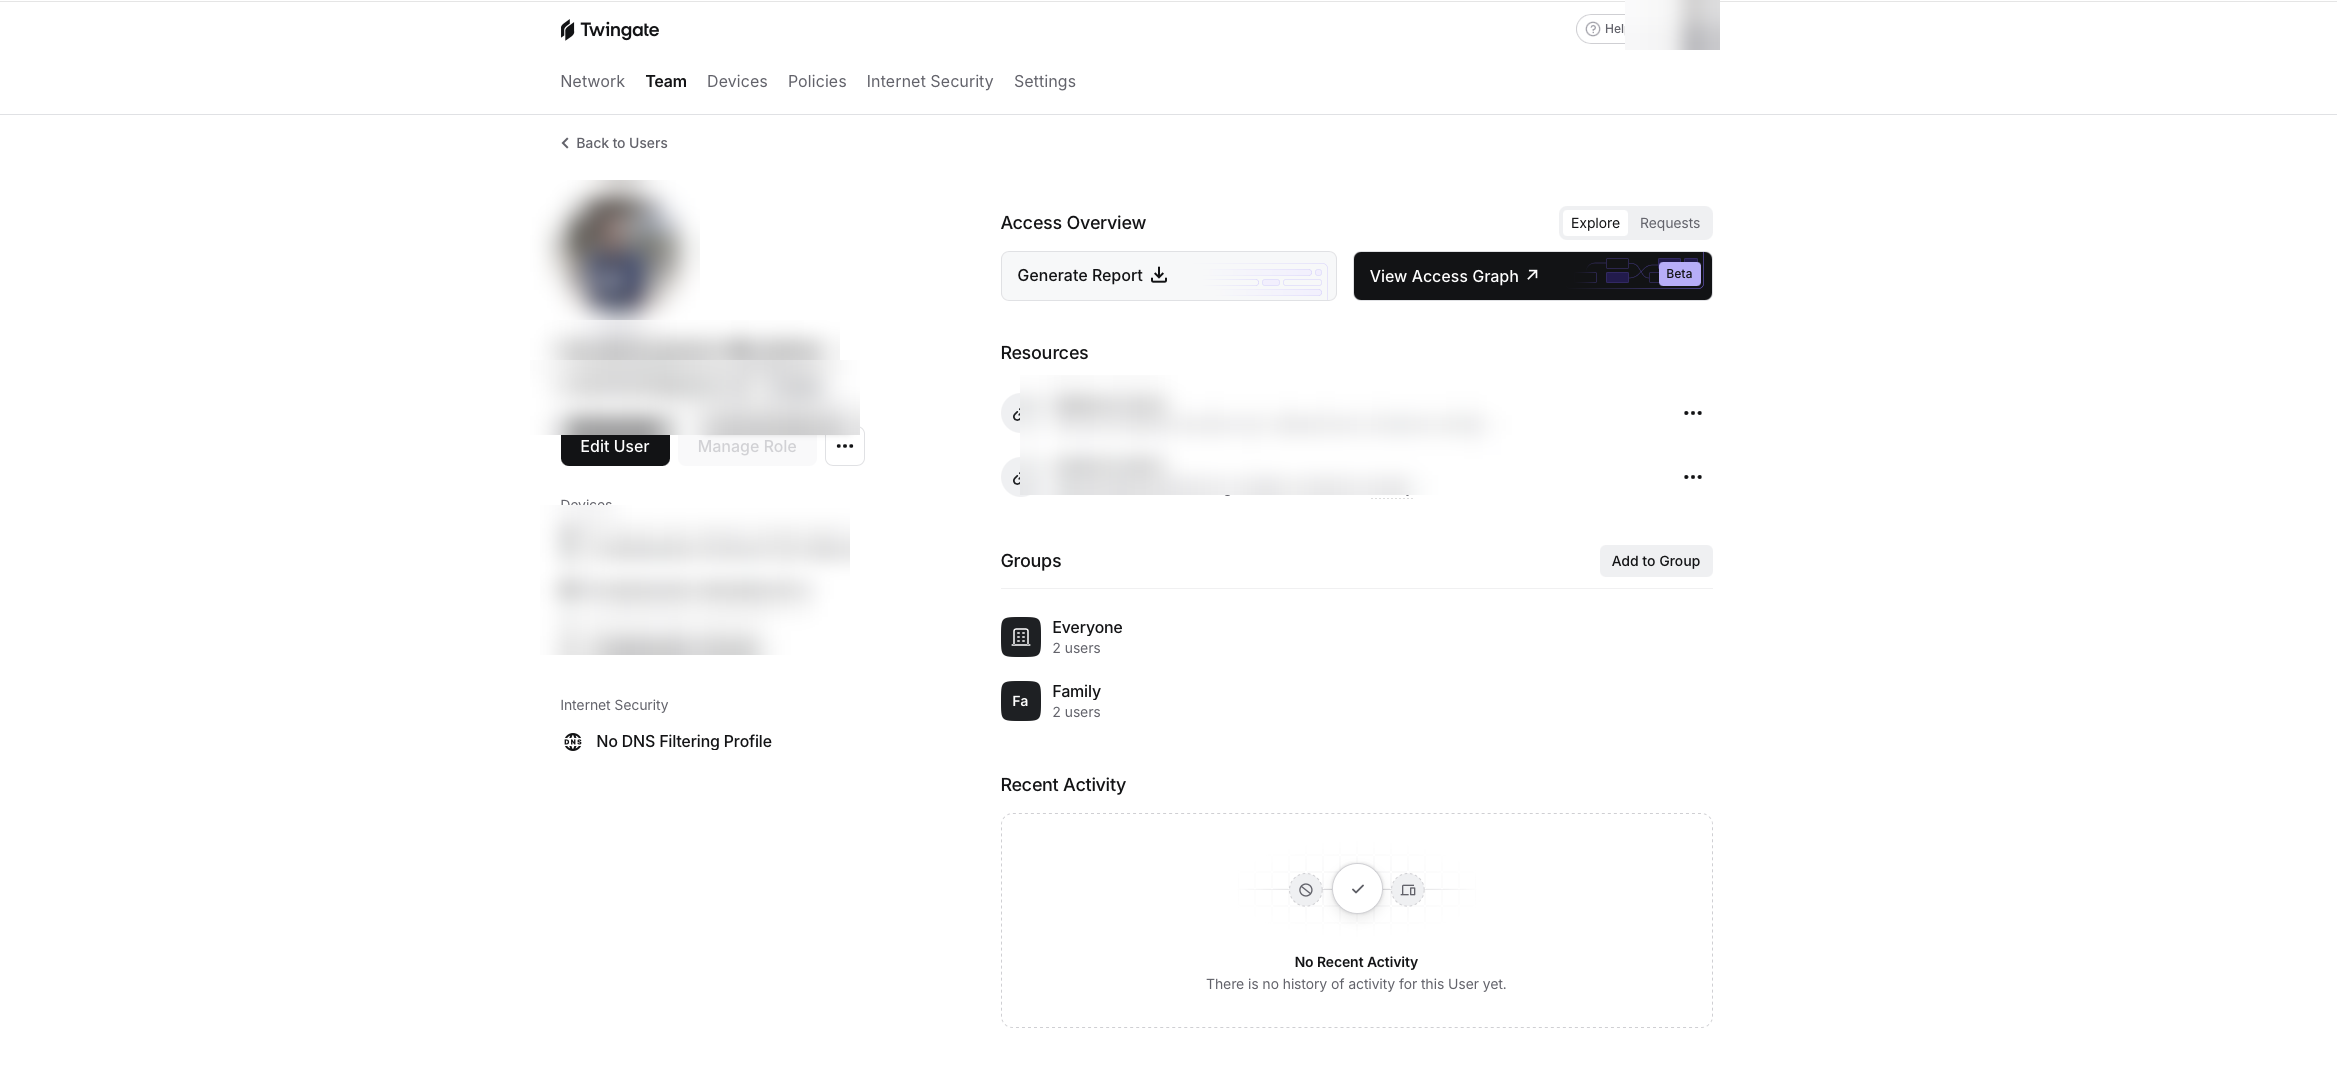 Twingate
Network Team Devices Policies Internet Security Settings
Back to Users
Edit User Manage Role
Devices
Internet Security
DNS No DNS Filtering Profile
Access Overview
Explore Requests
Generate Report
View Access Graph Beta
Resources
Groups
Add to Group
Everyone
2 users
Fa Family
2 users
Recent Activity
No Recent Activity
There is no history of activity for this User yet.